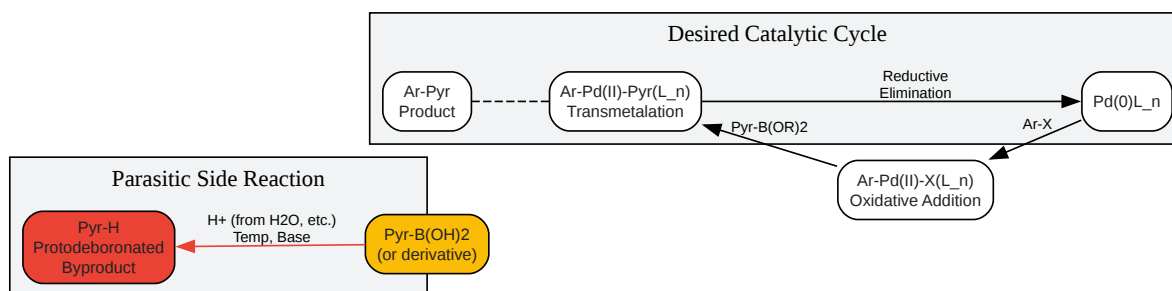 Desired Catalytic Cycle
Ar-Pyr
Product
Ar-Pd(II)-Pyr(L_n)
Transmetalation
Reductive
Elimination
Pd(0)L_n
Pyr-B(OR)2
Ar-X
Ar-Pd(II)-X(L_n)
Oxidative Addition
Parasitic Side Reaction
Pyr-H
Protodeboronated
Byproduct
H+ (from H2O, etc.)
Temp, Base
Pyr-B(OH)2
(or derivative)